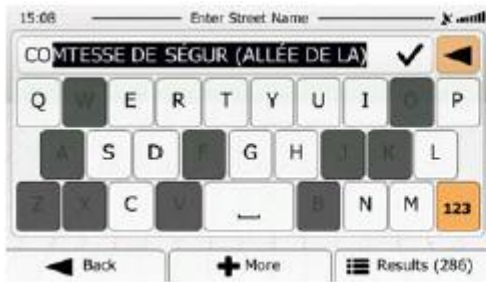 15:08 Enter Street Name
COMTESSE DE SÉGUR (ALLÉE DE LA)
Q W E R T Y U I O P
A S D F G H J K L
Z X C V B N M 123
Back More Results (286)